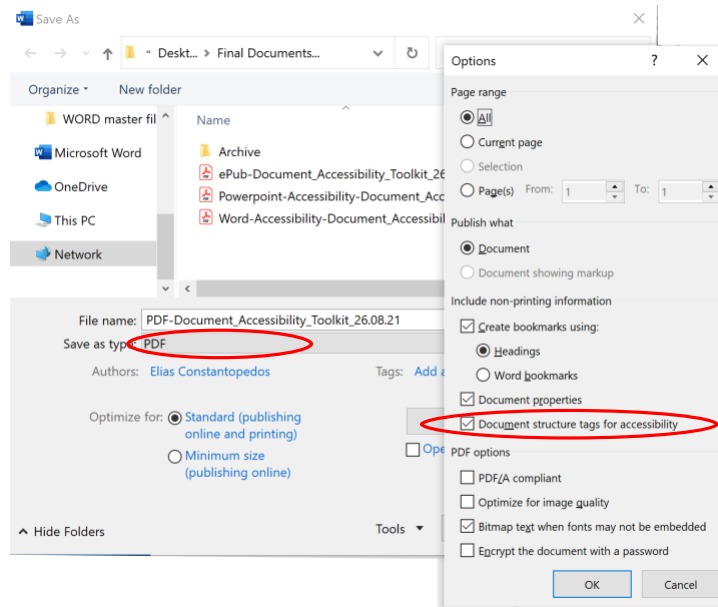 Save As
Deskt... > Final Documents...
Organize
New folder
WORD master fil
Microsoft Word
OneDrive
This PC
Network
Name
Archive
ePub-Document_Accessibility_Toolkit_26
Powerpoint-Accessibility-Document_Acc
Word-Accessibility-Document_Accessibil
File name: PDF-Document_Accessibility_Toolkit_26.08.21
Save as type: PDF
Authors: Elias Constantopedos
Tags: Add a
Optimize for: Standard (publishing
online and printing)
Minimum size
(publishing online)
Ope
Hide Folders
Tools
Options ?
Page range
All
Current page
Selection
Page(s) From: 1 To: 1
Publish what
Document
Document showing markup
Include non-printing information
Create bookmarks using:
Headings
Word bookmarks
Document properties
Document structure tags for accessibility
PDF options
PDF/A compliant
Optimize for image quality
Bitmap text when fonts may not be embedded
Encrypt the document with a password
OK
Cancel